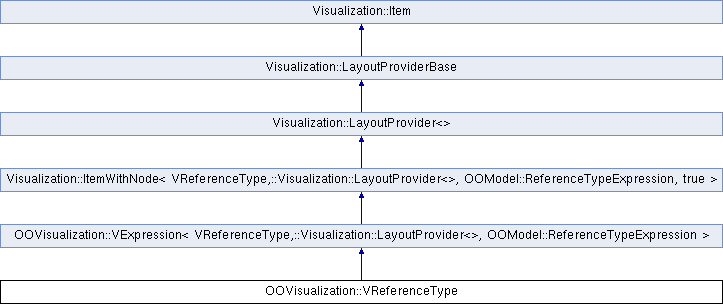 Visualization::Item
Visualization::LayoutProviderBase
Visualization::LayoutProvider<>
Visualization::ItemWithNode< VReferenceType,::Visualization::LayoutProvider<>, OOModel::ReferenceTypeExpression, true >
OOVisualization::VExpression< VReferenceType,::Visualization::LayoutProvider<>, OOModel::ReferenceTypeExpression >
OOVisualization::VReferenceType